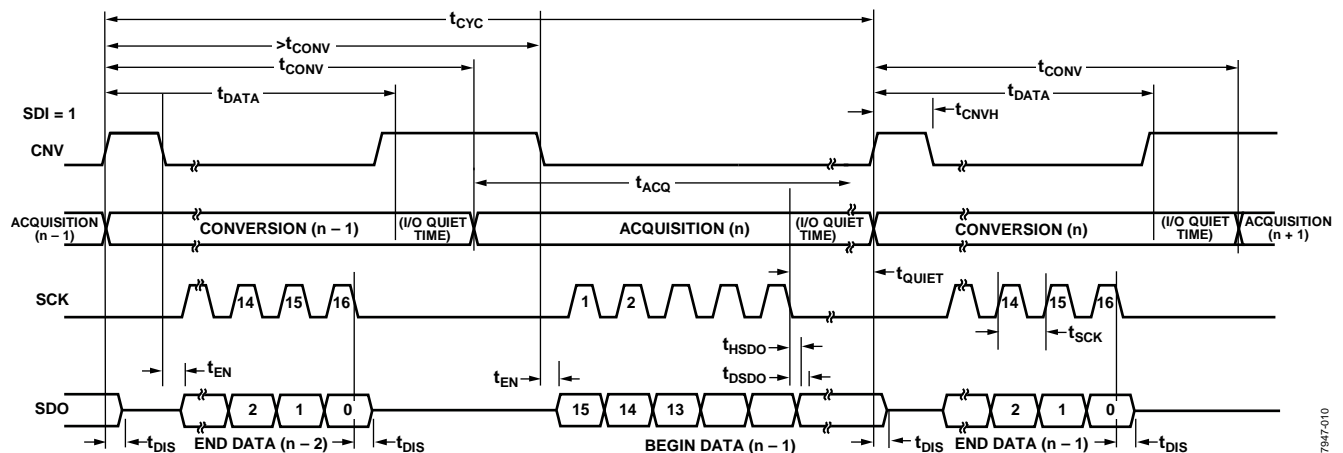 tCYC
>tCONV
tCONV
tCONV
tDATA
tDATA
SDI = 1
tCNVH
CNV
tACQ
ACQUISITION
(n – 1)
CONVERSION (n – 1)
(I/O QUIET
TIME)
ACQUISITION (n)
(I/O QUIET
TIME)
CONVERSION (n)
(I/O QUIET
TIME)
ACQUISITION
(n + 1)
tQUIET
SCK
14 15 16
1 2
14 15 16
tSCK
tHSDO
tEN
tEN
tDSDO
SDO
2 1 0
15 14 13
2 1 0
tDIS
END DATA (n – 2)
tDIS
BEGIN DATA (n – 1)
tDIS
END DATA (n – 1)
tDIS
7947-010